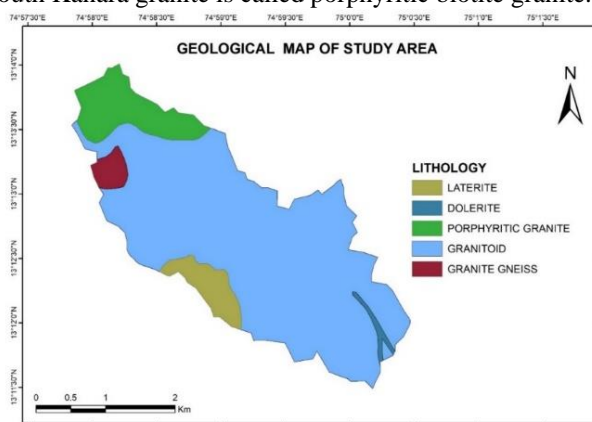 South Kanara granite is called porphyritic biotite granite.
74°57'30"E 74°58'0"E 74°58'30"E 74°59'0"E 74°59'30"E 75°0'0"E 75°0'30"E 75°1'0"E 75°1'30"E
GEOLOGICAL MAP OF STUDY AREA
N
13°14'0"N
13°13'30"N
13°13'0"N
13°12'30"N
13°12'0"N
13°11'30"N
LITHOLOGY
LATERITE
DOLERITE
PORPHYRITIC GRANITE
GRANITOID
GRANITE GNEISS
0 0.5 1 2
Km